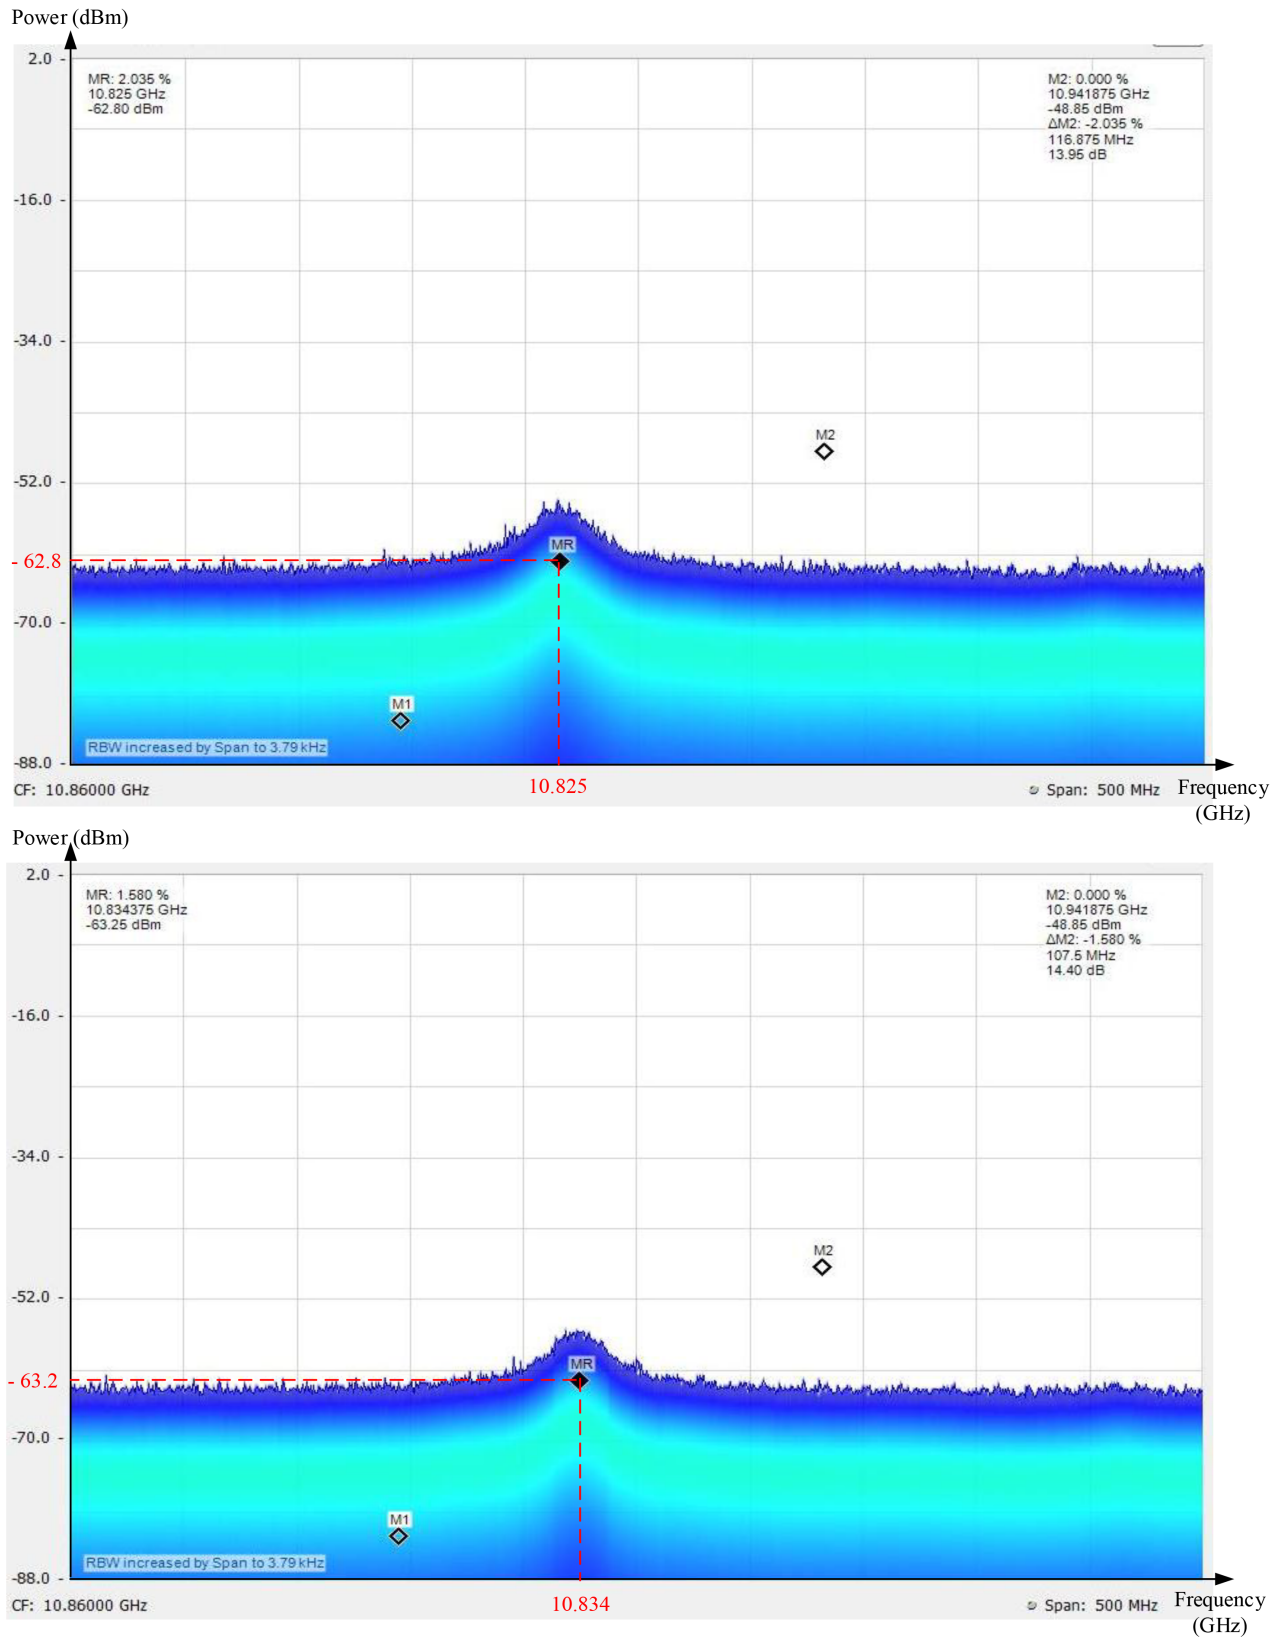 Power (dBm)
2.0
MR: 2.035 %
10.825 GHz
-62.80 dBm
M2: 0.000 %
10.941875 GHz
-48.85 dBm
ΔM2: -2.035 %
116.875 MHz
13.95 dB
-16.0
-34.0
M2
-52.0
MR
- 62.8
-70.0
M1
RBW increased by Span to 3.79 kHz
-88.0
CF: 10.86000 GHz
10.825
Span: 500 MHz
Frequency
(GHz)
Power (dBm)
2.0
MR: 1.580 %
10.834375 GHz
-63.25 dBm
M2: 0.000 %
10.941875 GHz
-48.85 dBm
ΔM2: -1.580 %
107.5 MHz
14.40 dB
-16.0
-34.0
M2
-52.0
MR
- 63.2
-70.0
M1
RBW increased by Span to 3.79 kHz
-88.0
CF: 10.86000 GHz
10.834
Span: 500 MHz
Frequency
(GHz)